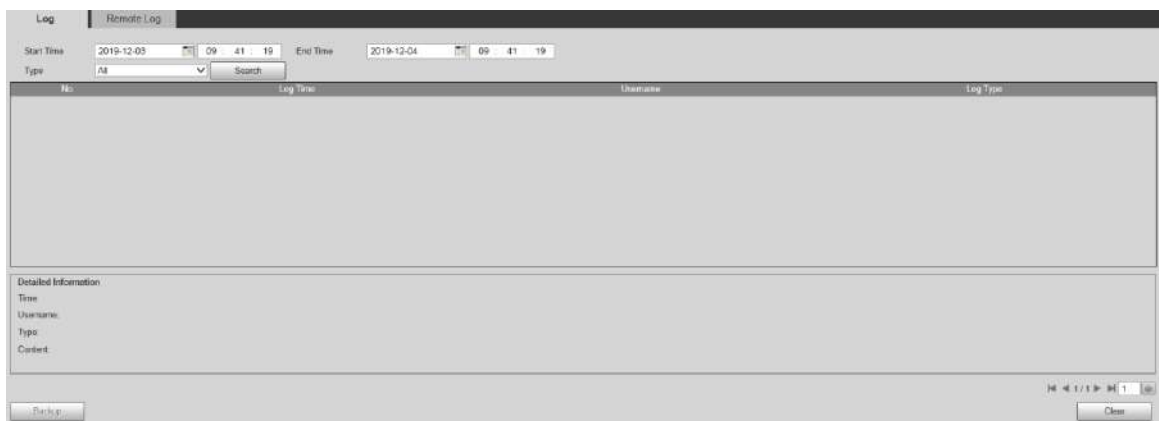 Log Remote Log
Start Time 2019-12-03 09 : 41 : 19 End Time 2019-12-04 09 : 41 : 19
Type All Search
No. Log Time Username Log Type
Detailed Information
Time
Username:
Type:
Content:
1/1 1
Backup Clear